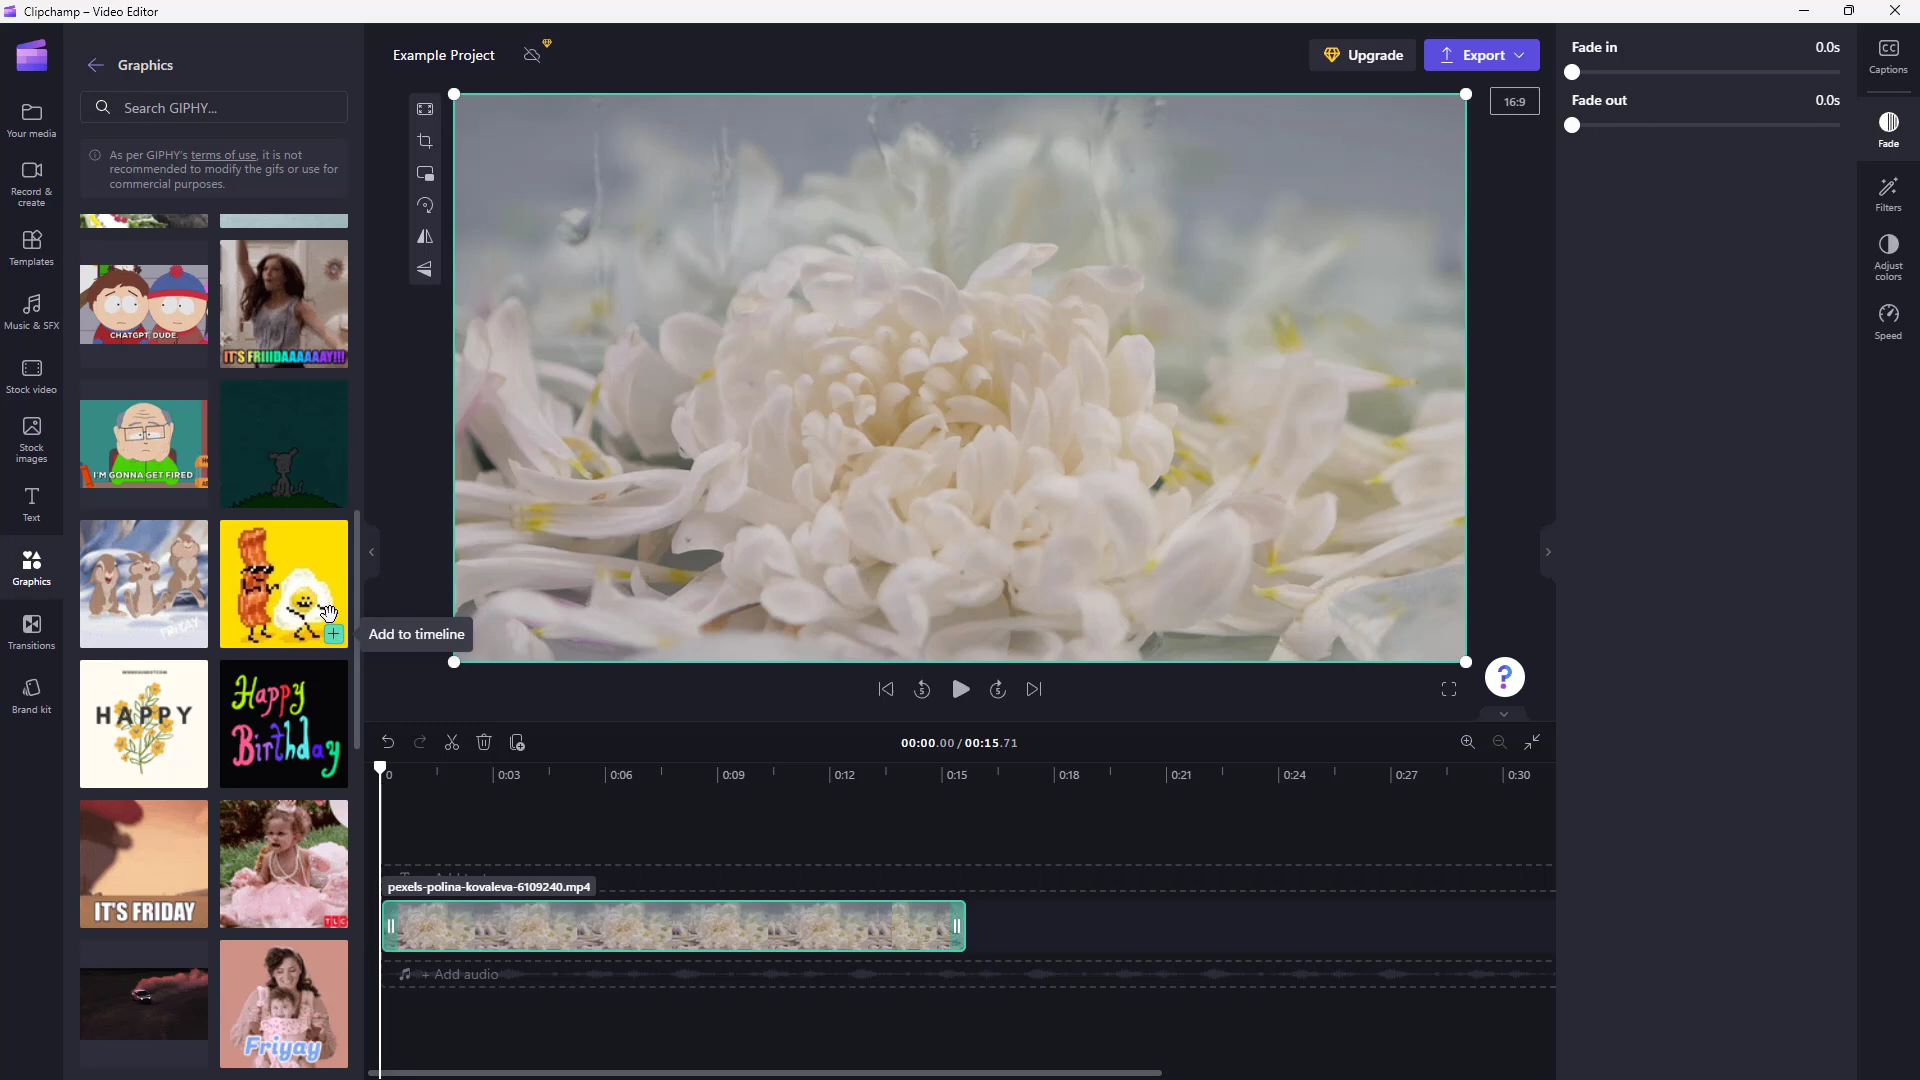 Clipchamp – Video Editor
Graphics
Search GIPHY...
As per GIPHY's terms of use, it is not
recommended to modify the gifs or use for
commercial purposes.
Your media
Record &
create
Templates
Music & SFX
Stock video
Stock
images
Text
Graphics
Transitions
Brand kit
CHATGPT, DUDE.
IT'S FRIIIDAAAAAAY!!!
I'M GONNA GET FIRED
FRIYAY
Add to timeline
HAPPY
Happy
Birthday
IT'S FRIDAY
TLC
Friyay
Example Project
Upgrade
Export
16:9
5
5
?
00:00.00 / 00:15.71
0
0:03
0:06
0:09
0:12
0:15
0:18
0:21
0:24
0:27
0:30
pexels-polina-kovaleva-6109240.mp4
+ Add audio
Fade in
0.0s
Fade out
0.0s
CC
Captions
Fade
Filters
Adjust
colors
Speed